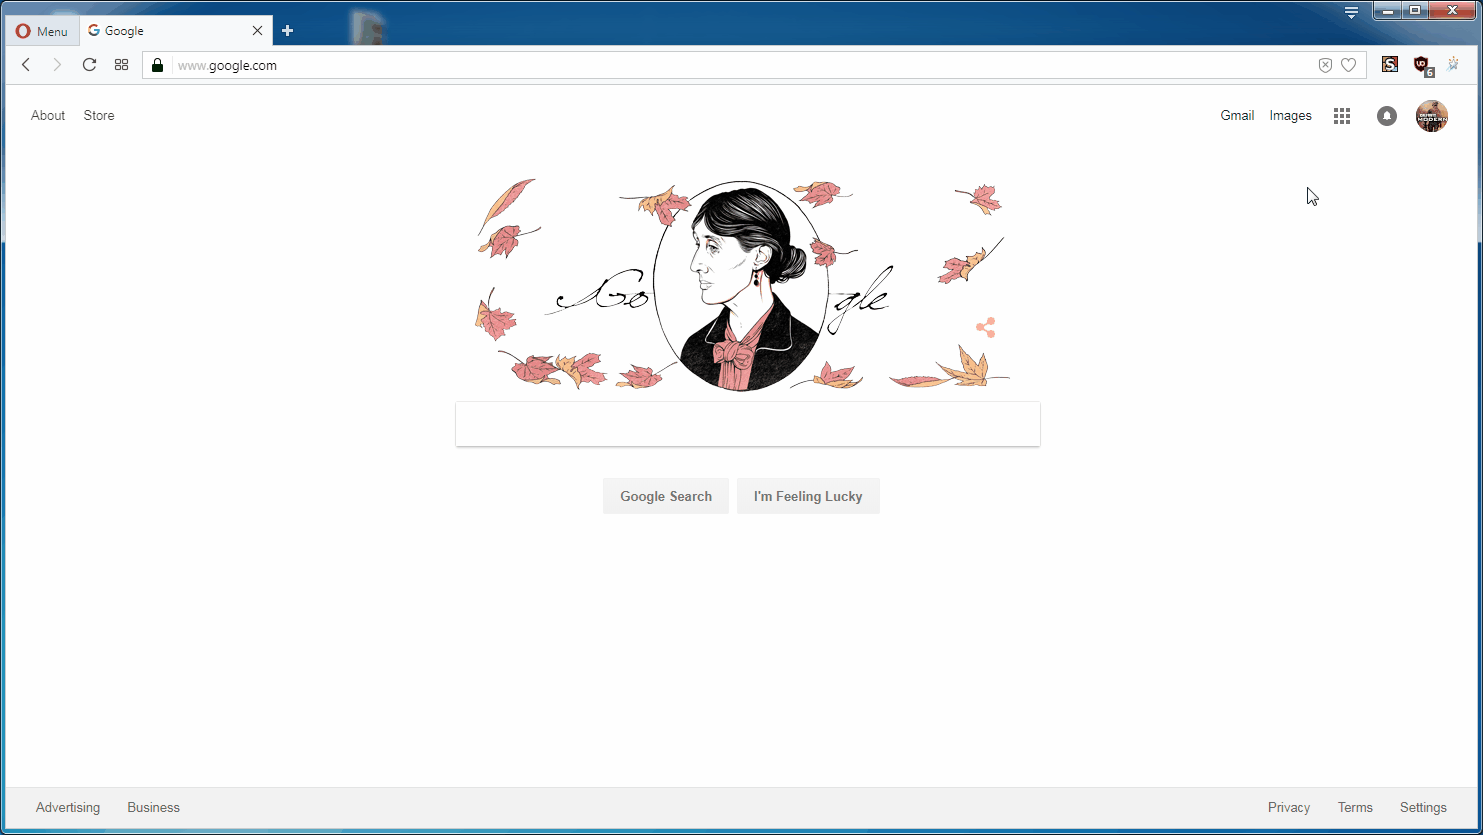 Menu
Google
www.google.com
6
About Store
Gmail Images
Go gle
Google Search
I'm Feeling Lucky
Advertising Business
Privacy Terms Settings